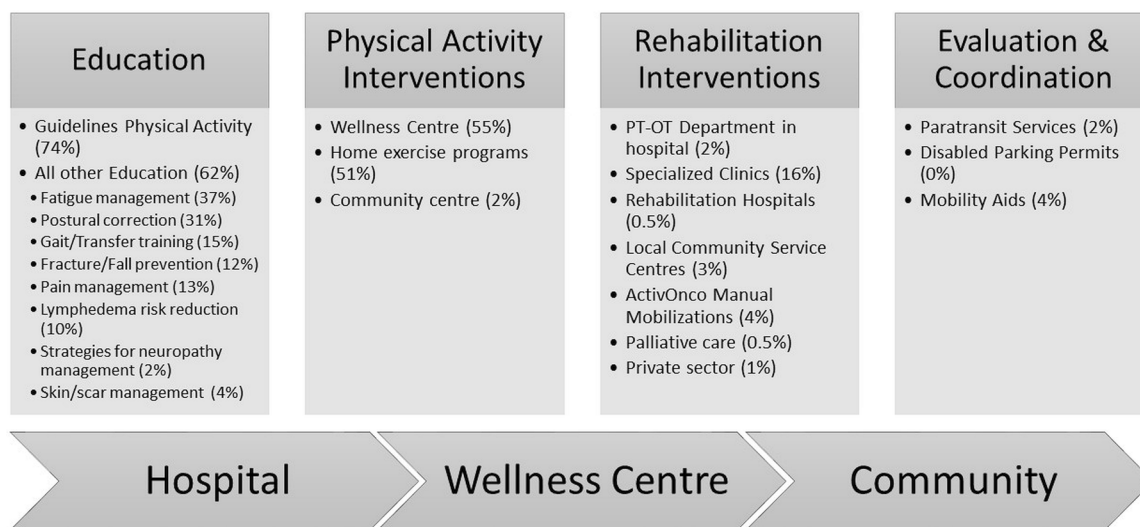 Education
• Guidelines Physical Activity
(74%)
• All other Education (62%)
• Fatigue management (37%)
• Postural correction (31%)
• Gait/Transfer training (15%)
• Fracture/Fall prevention (12%)
• Pain management (13%)
• Lymphedema risk reduction
(10%)
• Strategies for neuropathy
management (2%)
• Skin/scar management (4%)
Physical Activity
Interventions
• Wellness Centre (55%)
• Home exercise programs
(51%)
• Community centre (2%)
Rehabilitation
Interventions
• PT-OT Department in
hospital (2%)
• Specialized Clinics (16%)
• Rehabilitation Hospitals
(0.5%)
• Local Community Service
Centres (3%)
• ActivOnco Manual
Mobilizations (4%)
• Palliative care (0.5%)
• Private sector (1%)
Evaluation &
Coordination
• Paratransit Services (2%)
• Disabled Parking Permits
(0%)
• Mobility Aids (4%)
Hospital
Wellness Centre
Community